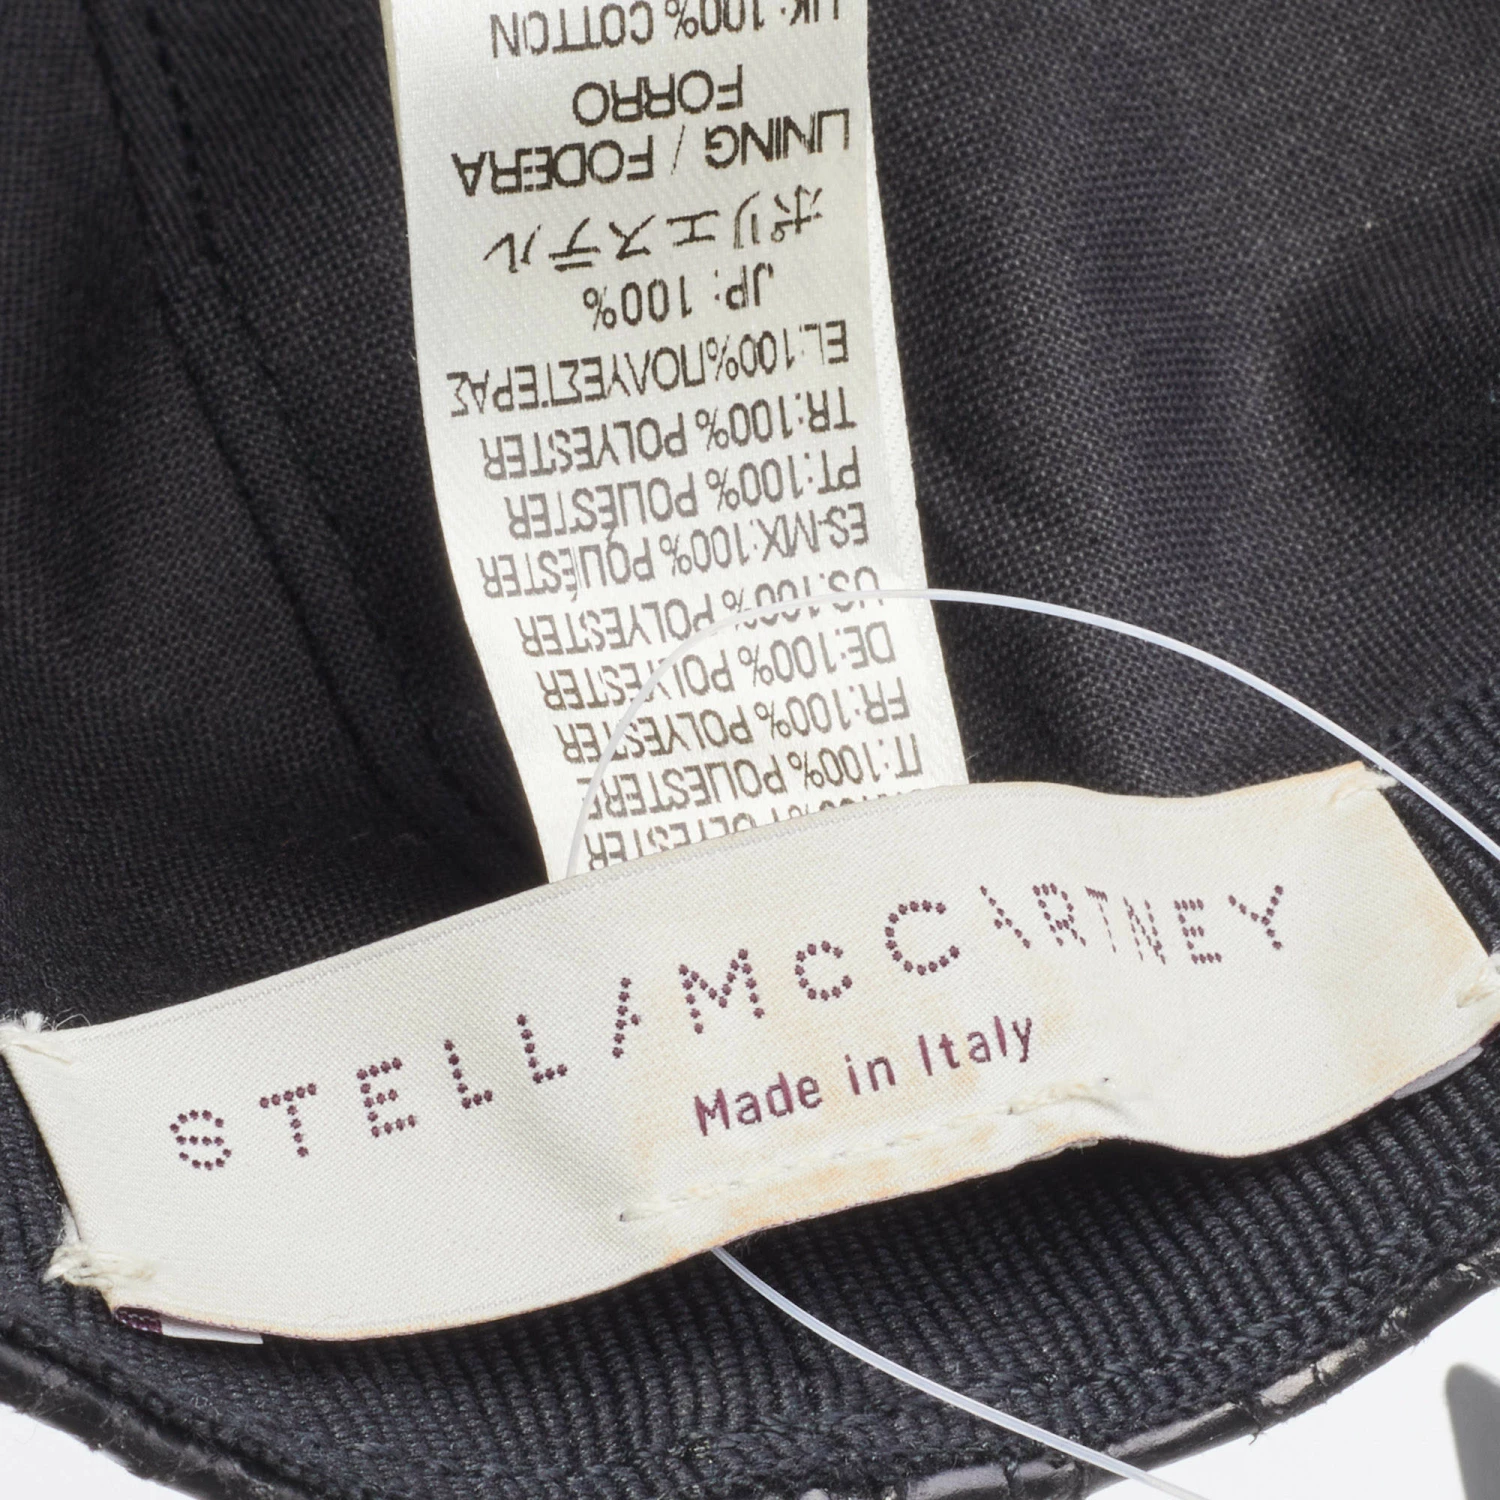 STELLA McCARTNEY
Made in Italy
100% POLYESTER
IT:100% POLIESTERE
FR:100% POLYESTER
DE:100% POLYESTER
US:100% POLYESTER
ES-MX:100% POLIÉSTER
PT:100% POLIÉSTER
TR:100% POLYESTER
EL:100%ΠΟΛΥΕΣΤΕΡΑΣ
JP: 100%
ポリエステル
LINING / FODERA
FORRO
UK: 100% COTTON